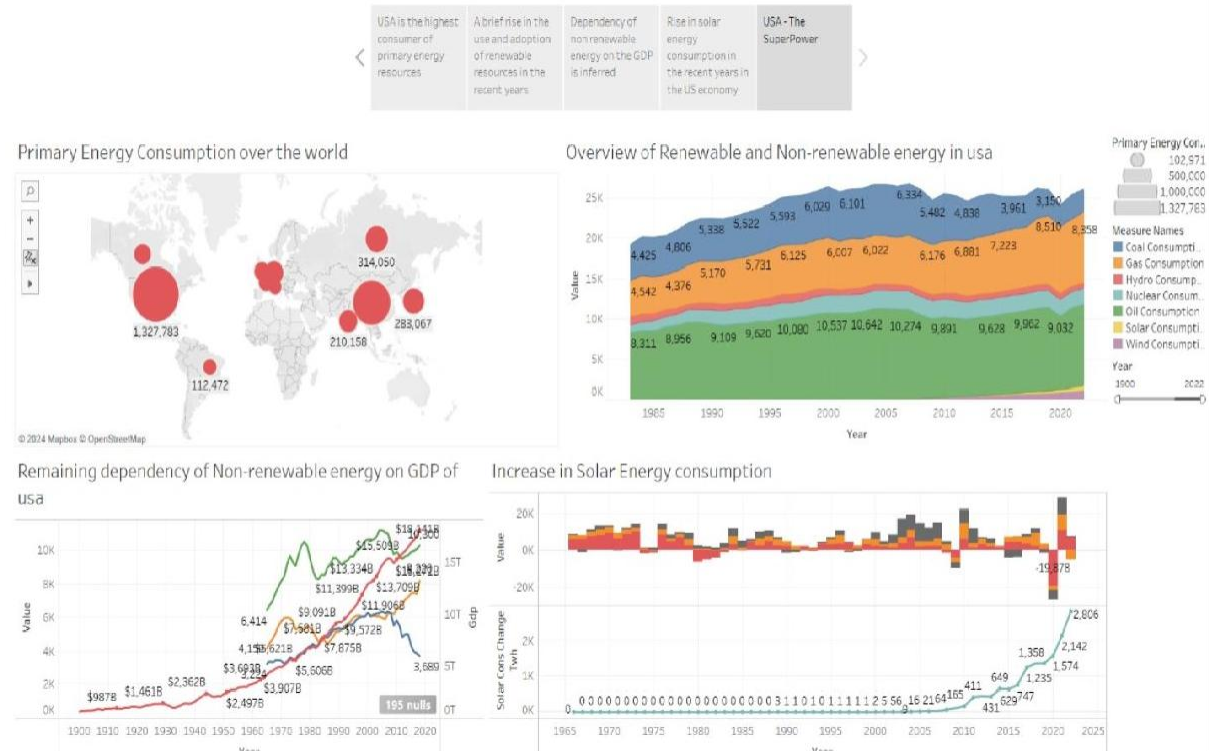 USA is the highest
consumer of
primary energy
resources
A brief rise in the
use and adoption
of renewable
resources in the
recent years
Dependency of
non renewable
energy on the GDP
is inferred
Rise in solar
energy
consumption in
the recent years in
the US economy
USA - The
SuperPower
Primary Energy Consumption over the world
314,050
1,327,783
283,067
210,158
112,472
© 2024 Mapbox © OpenStreetMap
Overview of Renewable and Non-renewable energy in usa
Value
25K
20K
15K
10K
5K
0K
4,425
4,806
5,338
5,522
5,593
6,029
6,101
6,334
5,482
4,838
3,961
3,150
4,542
4,376
5,170
5,731
6,125
6,007
6,022
6,176
6,881
7,223
8,510
8,358
8,311
8,956
9,109
9,620
10,080
10,537
10,642
10,274
9,891
9,628
9,962
9,032
1985
1990
1995
2000
2005
2010
2015
2020
Year
Primary Energy Con..
102,971
500,000
1,000,000
1,327,783
Measure Names
Coal Consumpti..
Gas Consumption
Hydro Consump..
Nuclear Consum..
Oil Consumption
Solar Consumpti..
Wind Consumpti..
Year
1900
2022
Remaining dependency of Non-renewable energy on GDP of
usa
Value
10K
8K
6K
4K
2K
0K
Gdp
15T
10T
5T
0T
$18,141B
10,300
$15,509B
$13,334B
$11,399B
$13,709B
$11,906B
$9,091B
$9,572B
$7,875B
6,414
$5,606B
$3,907B
$2,497B
$2,362B
$1,461B
$987B
3,689
195 nulls
1900 1910 1920 1930 1940 1950 1960 1970 1980 1990 2000 2010 2020
Increase in Solar Energy consumption
Value
20K
0K
-20K
-19,878
Solar Cons Change
Twh
2K
1K
0K
165
411
431
649
629
747
1,358
1,235
1,574
2,142
2,806
1965 1970 1975 1980 1985 1990 1995 2000 2005 2010 2015 2020 2025